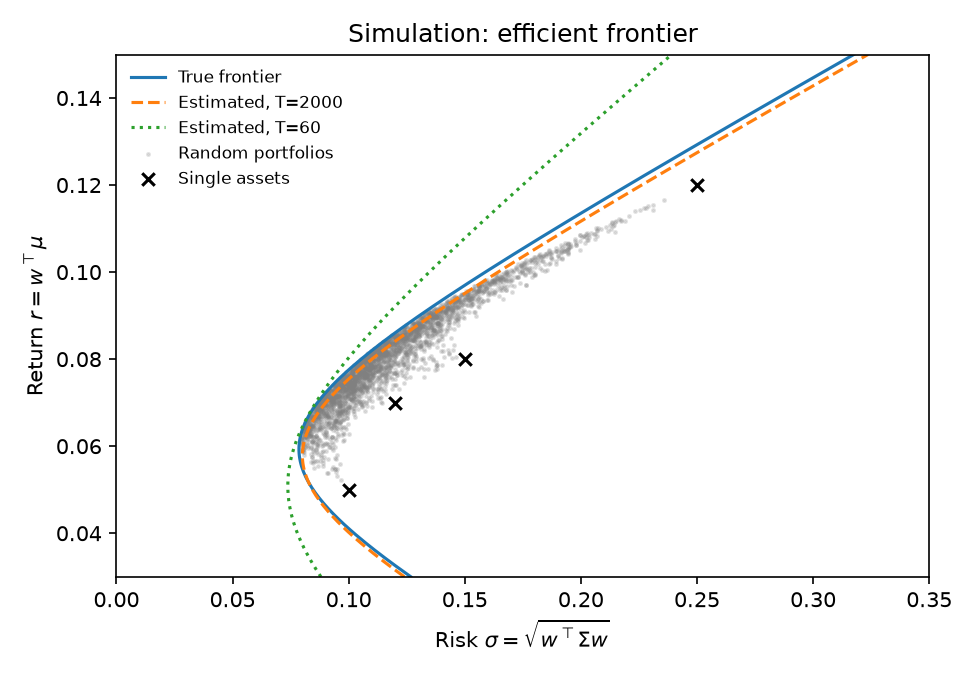 Simulation: efficient frontier
True frontier
Estimated, T=2000
Estimated, T=60
Random portfolios
Single assets
Return r = w⊤μ
0.14
0.12
0.10
0.08
0.06
0.04
0.00 0.05 0.10 0.15 0.20 0.25 0.30 0.35
Risk σ = √w⊤Σw